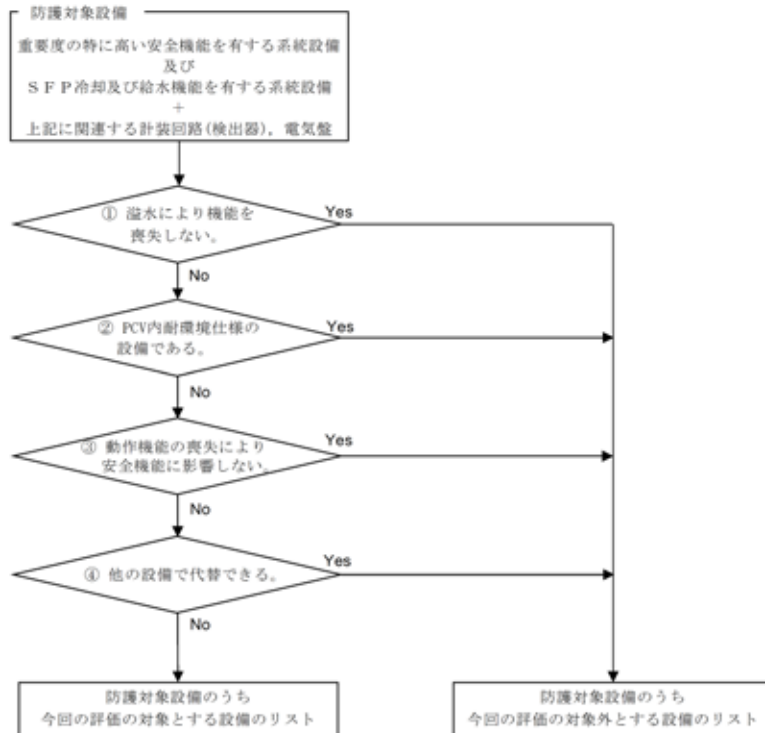 防護対象設備
重要度の特に高い安全機能を有する系統設備
及び
ＳＦＰ冷却及び給水機能を有する系統設備
＋
上記に関連する計装回路(検出器)，電気盤
① 溢水により機能を
喪失しない。
Yes
No
② PCV内耐環境仕様の
設備である。
Yes
No
③ 動作機能の喪失により
安全機能に影響しない。
Yes
No
④ 他の設備で代替できる。
Yes
No
防護対象設備のうち
今回の評価の対象とする設備のリスト
防護対象設備のうち
今回の評価の対象外とする設備のリスト